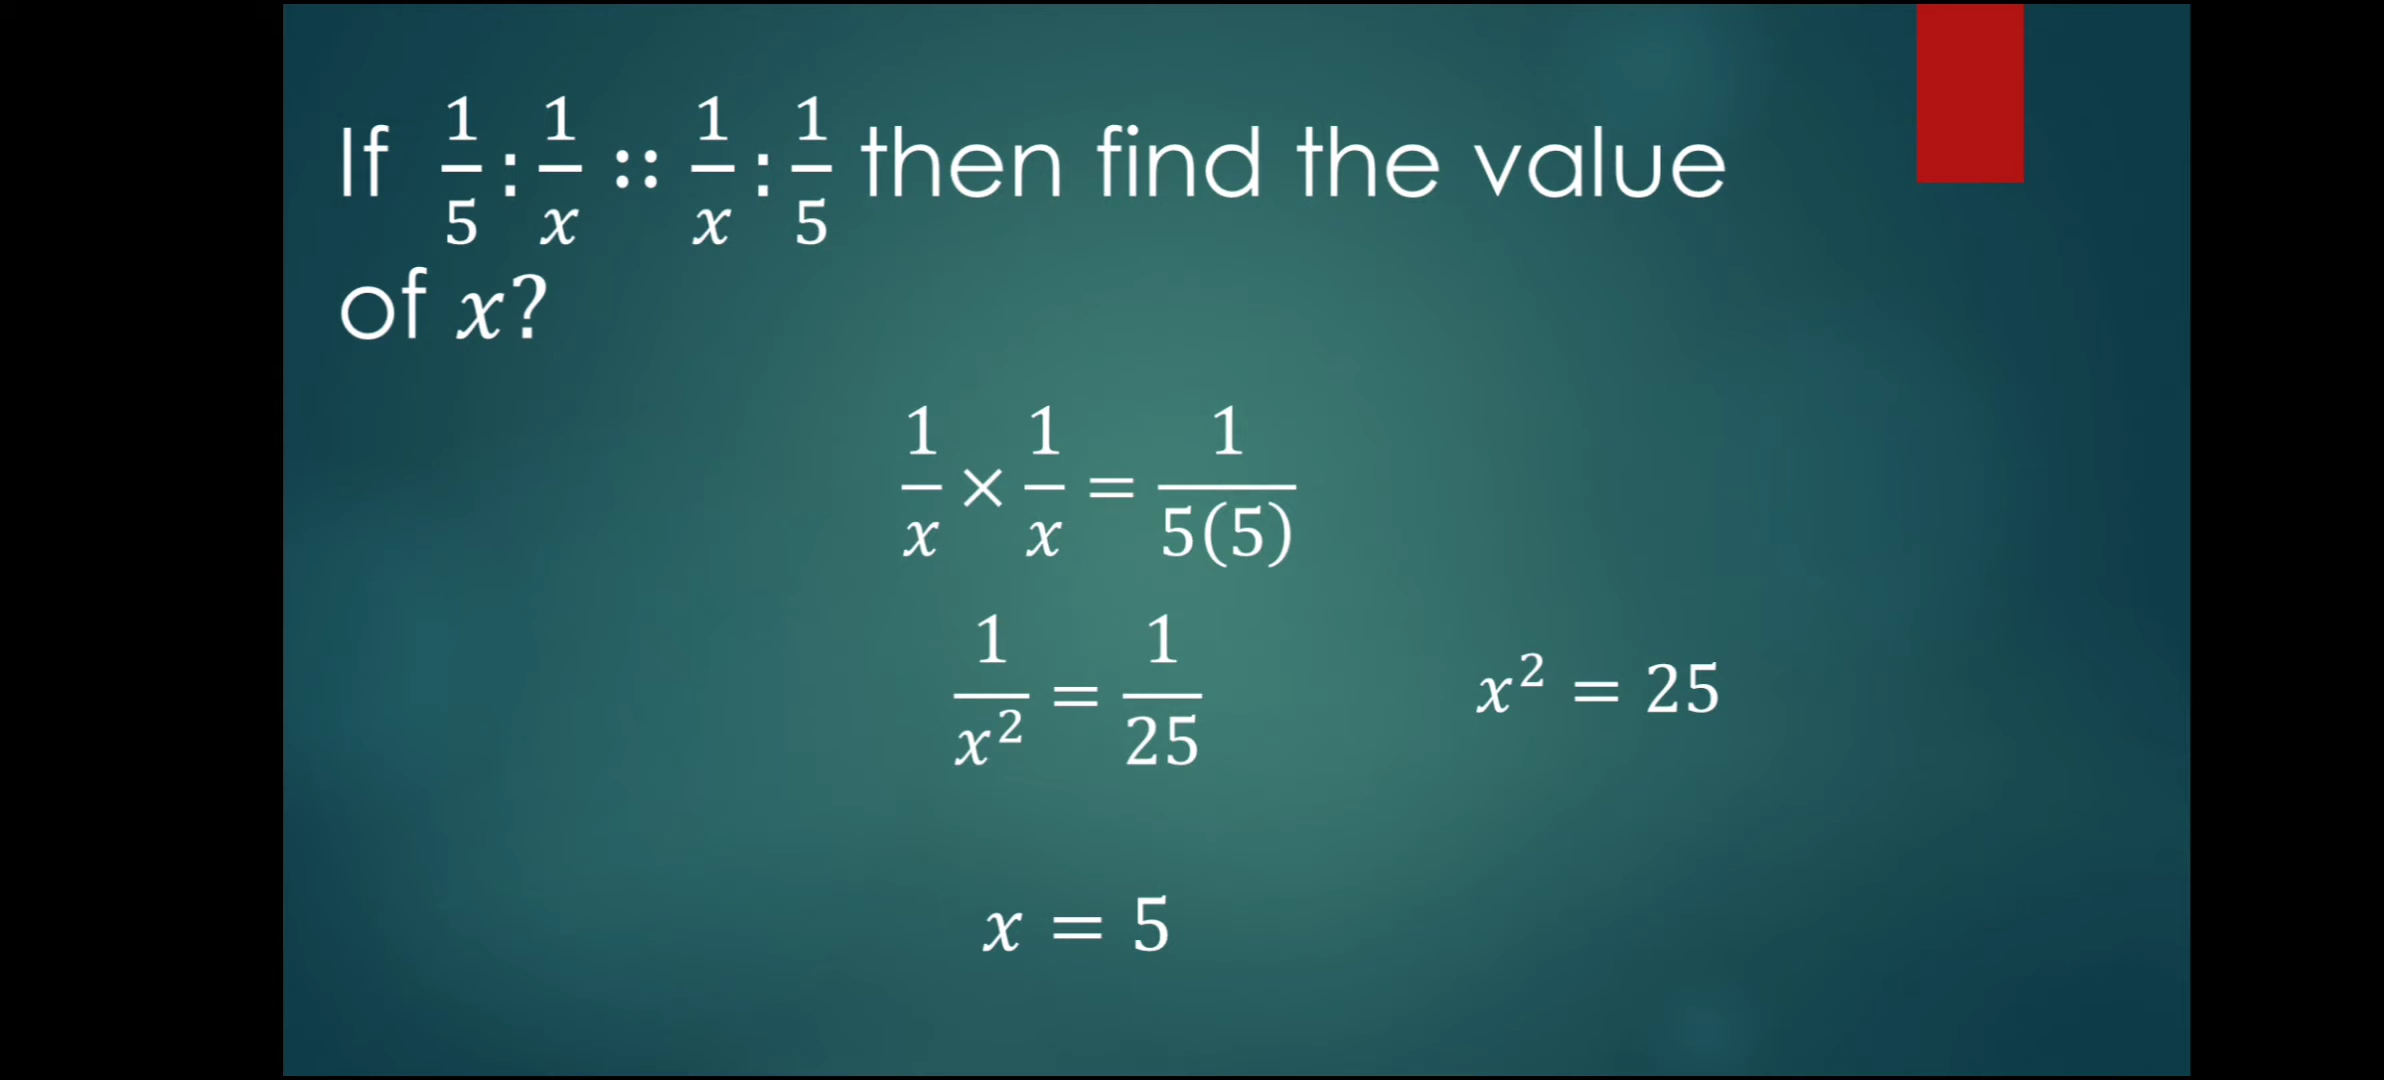 If 1/5 : 1/x :: 1/x : 1/5 then find the value
of x?
1/x × 1/x = 1/5(5)
1/x² = 1/25
x² = 25
x = 5